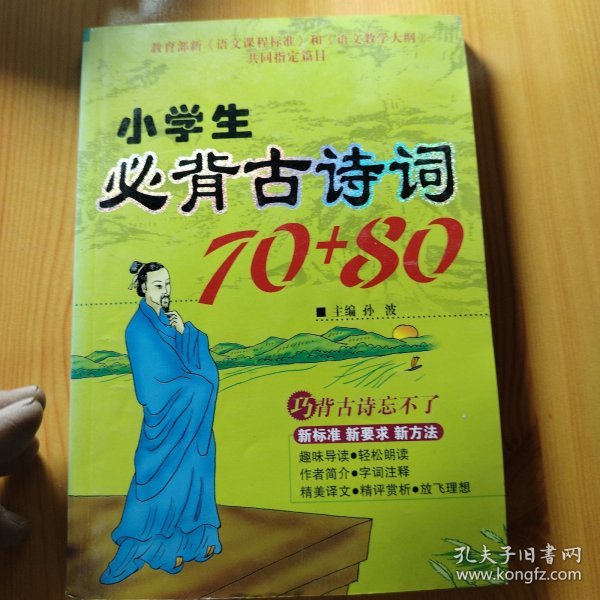 教育部新《语文课程标准》和《语文教学大纲》
共同指定篇目
小学生
必背古诗词
70+80
■主编 孙 波
巧背古诗忘不了
新标准 新要求 新方法
趣味导读●轻松朗读
作者简介●字词注释
精美译文●精评赏析●放飞理想
孔夫子旧书网
www.kongfz.com